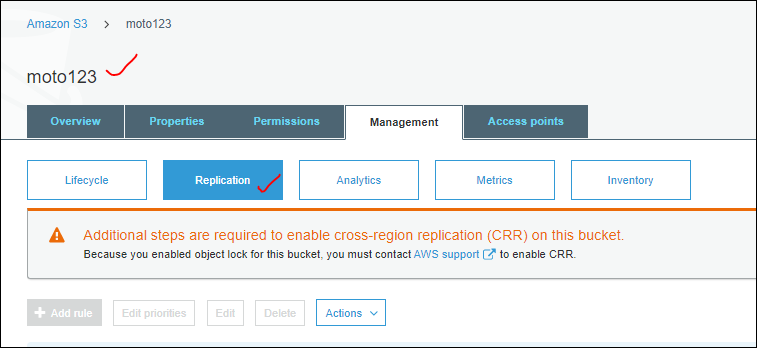 Amazon S3 > moto123
moto123
Overview Properties Permissions Management Access points
Lifecycle Replication Analytics Metrics Inventory
Additional steps are required to enable cross-region replication (CRR) on this bucket.
Because you enabled object lock for this bucket, you must contact AWS support to enable CRR.
+ Add rule Edit priorities Edit Delete Actions